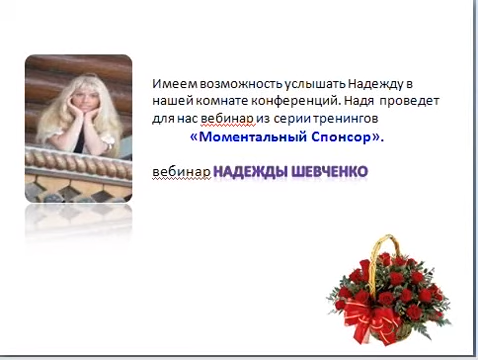 Имеем возможность услышать Надежду в
нашей комнате конференций. Надя проведет
для нас вебинар из серии тренингов
«Моментальный Спонсор».
вебинар НАДЕЖДЫ ШЕВЧЕНКО